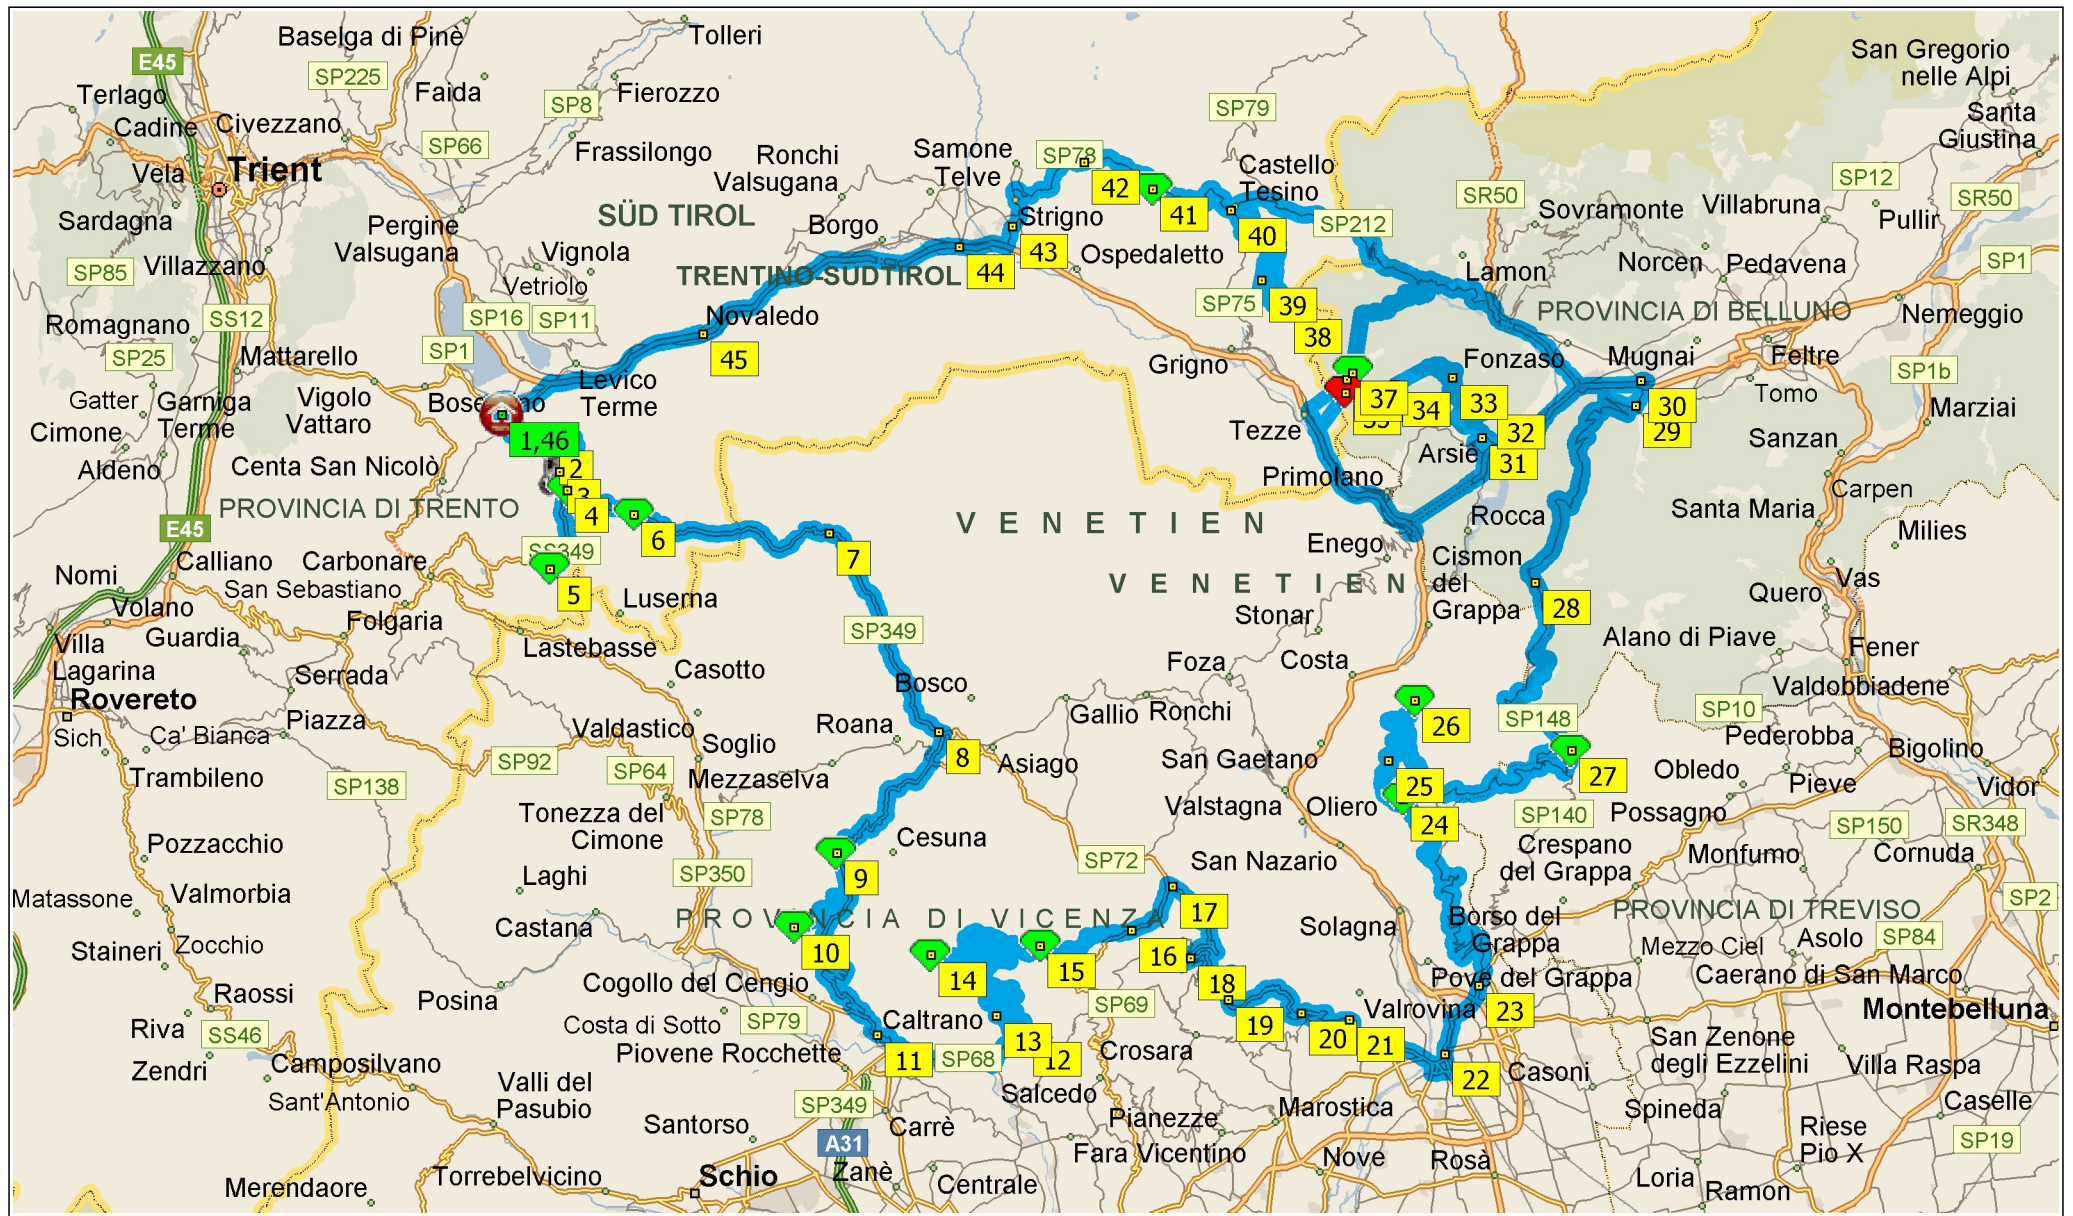 Baselga di Pinè
Tolleri
San Gregorio
nelle Alpi
E45
SP225
Faida
SP8
Fierozzo
SP79
Terlago
Santa
Giustina
Cadine
Civezzano
SP66
Frassilongo
Ronchi
Valsugana
Samone
Telve
SP78
Castello
Tesino
Vela
Trient
SP12
SR50
SR50
42
41
Sardagna
Pergine
Valsugana
SÜD TIROL
Borgo
Strigno
SP212
Sovramonte
Villabruna
Pullir
40
43
Ospedaletto
SP85
Villazzano
Vignola
TRENTINO-SÜDTIROL
44
Lamon
Norcen
Pedavena
SP1
Vetriolo
Romagnano
SS12
SP16
SP11
Novaledo
SP75
39
PROVINCIA DI BELLUNO
Nemeggio
38
SP25
Mattarello
SP1
45
Grigno
Fonzaso
Mugnai
Feltre
SP1b
Gatter
Garniga
Terme
Vigolo
Vattaro
Levico
Terme
37
34
33
30
Tomo
Marziai
Cimone
1,46
Tezze
32
29
Sanzan
Aldeno
Centa San Nicolò
2
Primolano
Arsiè
31
3
PROVINCIA DI TRENTO
4
Carpen
E45
6
VENETIEN
Rocca
Santa Maria
Milies
Calliano
Carbonare
SS349
7
Enego
Cismon
del
Grappa
Nomi
San Sebastiano
5
Luserna
VENETIEN
28
Quero
Vas
Volano
Stonar
Villa
Lagarina
Guardia
Folgaria
SP349
Alano di Piave
Fener
Lastebasse
Casotto
Foza
Costa
Serrada
Bosco
Valdobbiadene
Rovereto
Piazza
Valdastico
Roana
Gallio
Ronchi
26
SP148
SP10
Sich
Ca' Bianca
Soglio
8
Asiago
San Gaetano
Pederobba
Bigolino
Trambileno
SP138
SP92
SP64
Mezzaselva
25
27
Obledo
Pieve
Vidor
Tonezza del
Cimone
SP78
Valstagna
Oliero
24
SP140
Possagno
SP150
SR348
Pozzacchio
Cesuna
SP72
San Nazario
Crespano
del Grappa
Monfumo
Cornuda
Matassone
Valmorbia
Laghi
SP350
9
SP2
Castana
PROVINCIA DI VICENZA
17
Solagna
Borso del
Grappa
PROVINCIA DI TREVISO
Staineri
Zocchio
10
16
Mezzo Ciel
Asolo
SP84
Raossi
Posina
Cogollo del Cengio
14
15
18
Pove del Grappa
Caerano di San Marco
Riva
SS46
Costa di Sotto
SP79
Caltrano
SP69
19
Valrovina
23
Montebelluna
Zendri
Camposilvano
Piovene Rocchette
11
SP68
13
12
Crosara
20
21
San Zenone
degli Ezzelini
Villa Raspa
Sant'Antonio
Valli del
Pasubio
Salcedo
22
Casoni
SP349
Pianezze
Marostica
Spineda
Caselle
Santorso
A31
Carrè
Fara Vicentino
Nove
Rosà
Riese
Pio X
SP19
Merendaore
Torrebelvicino
Schio
Zanè
Centrale
Loria
Ramon